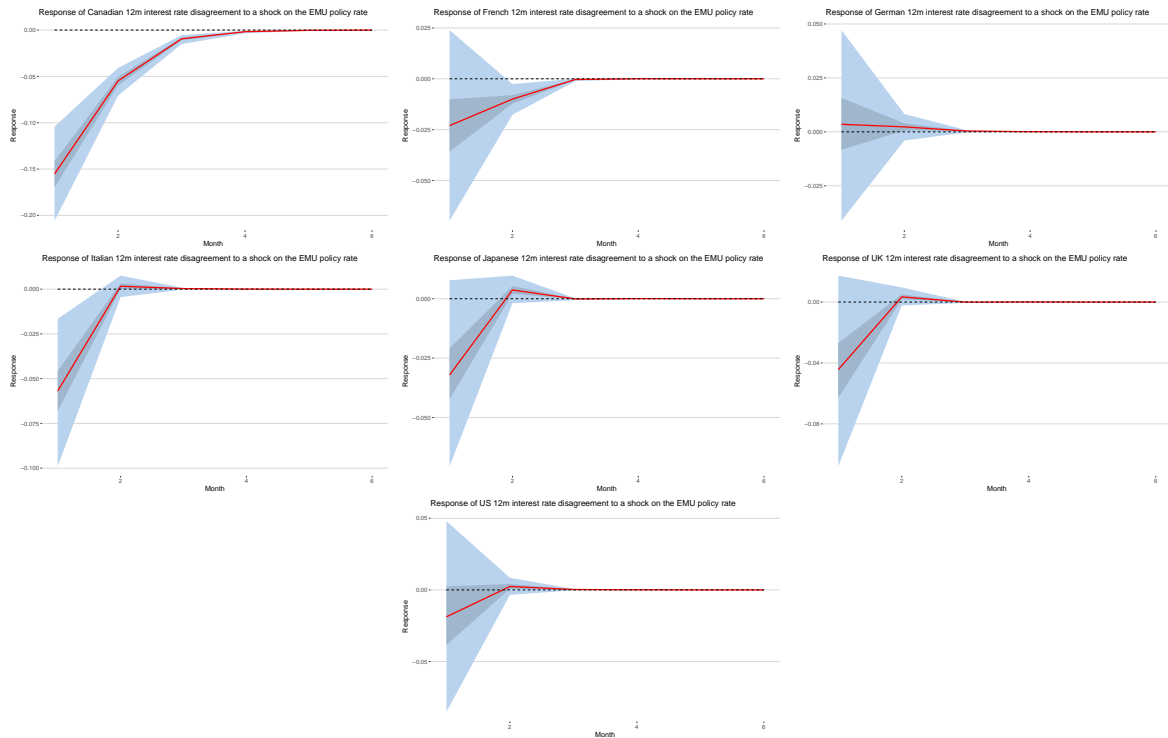 Response of Canadian 12m interest rate disagreement to a shock on the EMU policy rate
0.00
−0.05
−0.10
−0.15
−0.20
Response
2
4
6
Month
Response of French 12m interest rate disagreement to a shock on the EMU policy rate
0.025
0.000
−0.025
−0.050
Response
2
4
6
Month
Response of German 12m interest rate disagreement to a shock on the EMU policy rate
0.050
0.025
0.000
−0.025
Response
2
4
6
Month
Response of Italian 12m interest rate disagreement to a shock on the EMU policy rate
0.000
−0.025
−0.050
−0.075
−0.100
Response
2
4
6
Month
Response of Japanese 12m interest rate disagreement to a shock on the EMU policy rate
0.000
−0.025
−0.050
Response
2
4
6
Month
Response of UK 12m interest rate disagreement to a shock on the EMU policy rate
0.00
−0.04
−0.08
Response
2
4
6
Month
Response of US 12m interest rate disagreement to a shock on the EMU policy rate
0.05
0.00
−0.05
Response
2
4
6
Month